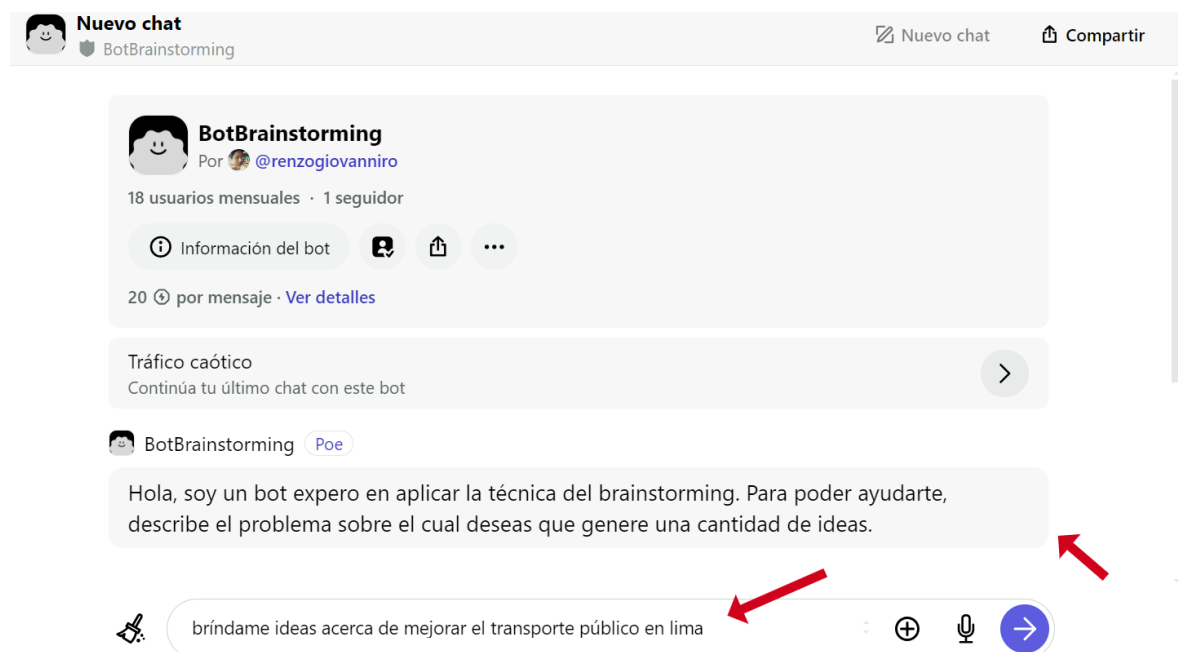 Nuevo chat
BotBrainstorming
Nuevo chat
Compartir
BotBrainstorming
Por @renzogiovanniro
18 usuarios mensuales · 1 seguidor
Información del bot
20 por mensaje · Ver detalles
Tráfico caótico
Continúa tu último chat con este bot
BotBrainstorming Poe
Hola, soy un bot expero en aplicar la técnica del brainstorming. Para poder ayudarte,
describe el problema sobre el cual deseas que genere una cantidad de ideas.
bríndame ideas acerca de mejorar el transporte público en lima